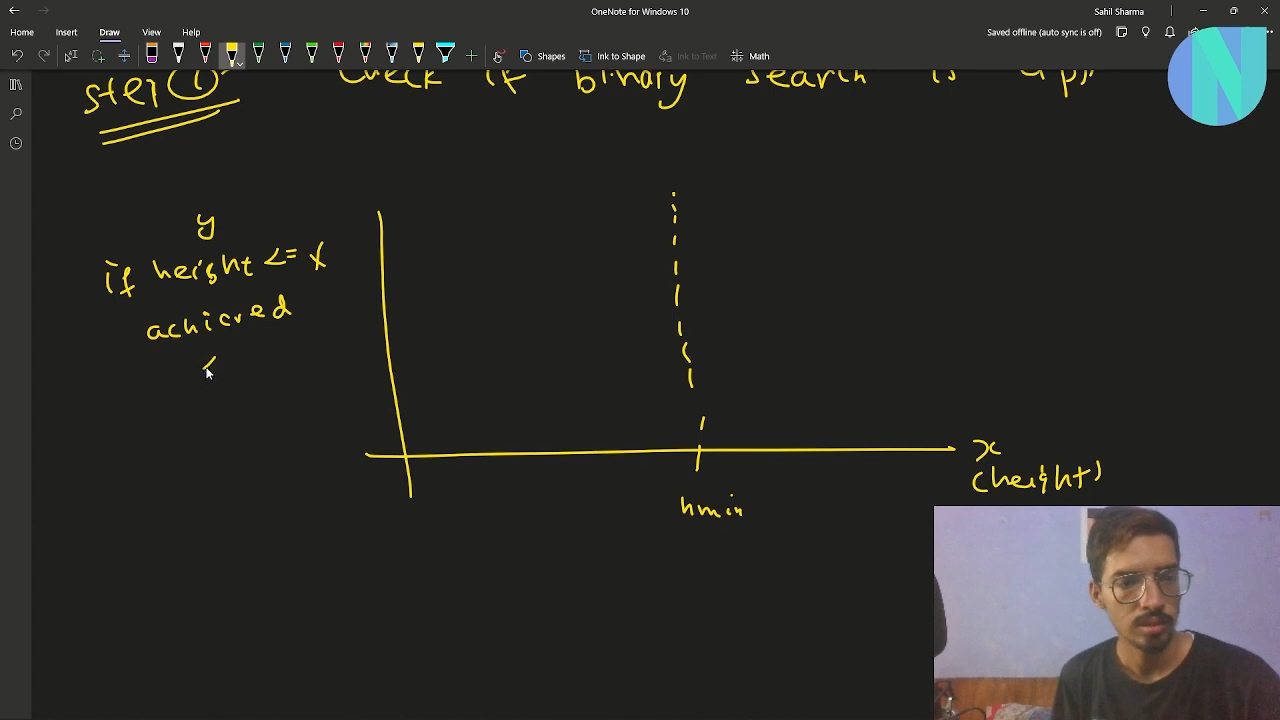 OneNote for Windows 10
Sahil Sharma
Home Insert Draw View Help
Saved offline (auto sync is off)
Shapes Ink to Shape Ink to Text Math
step 1 check if binary search is
y
if height <= x
achieved
<
hmin
x
(height)
N